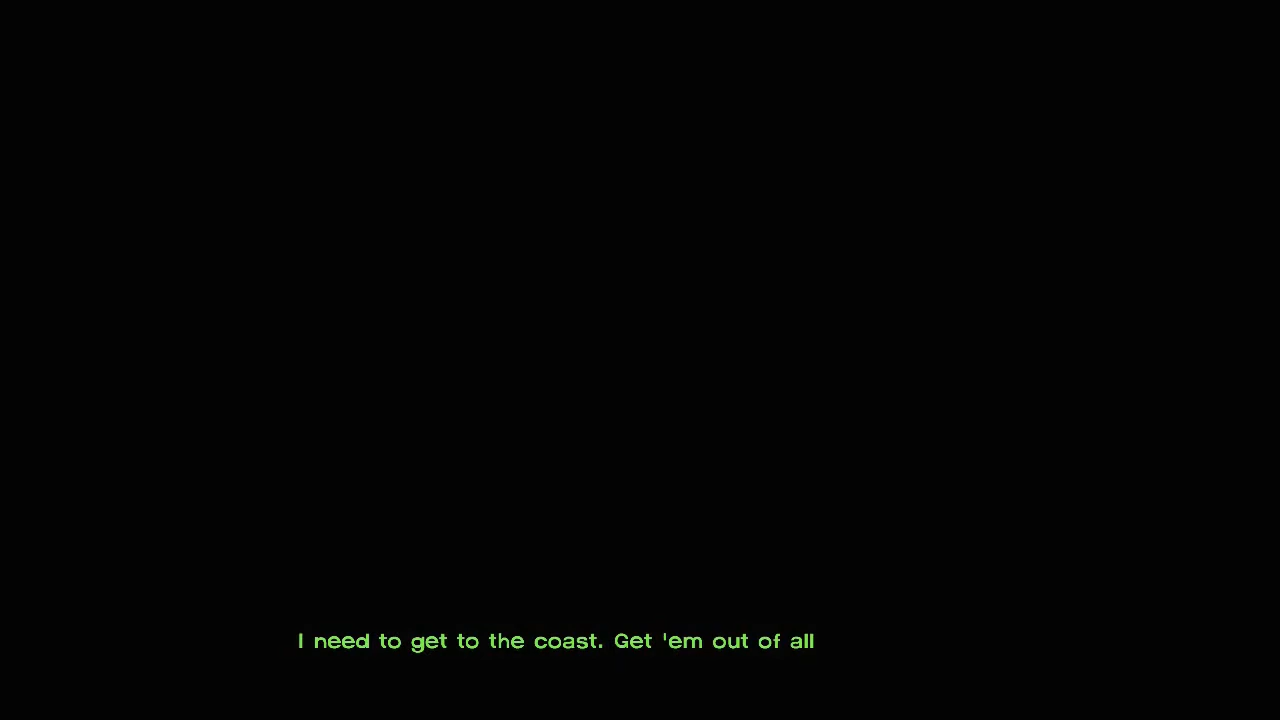 I need to get to the coast. Get 'em out of all